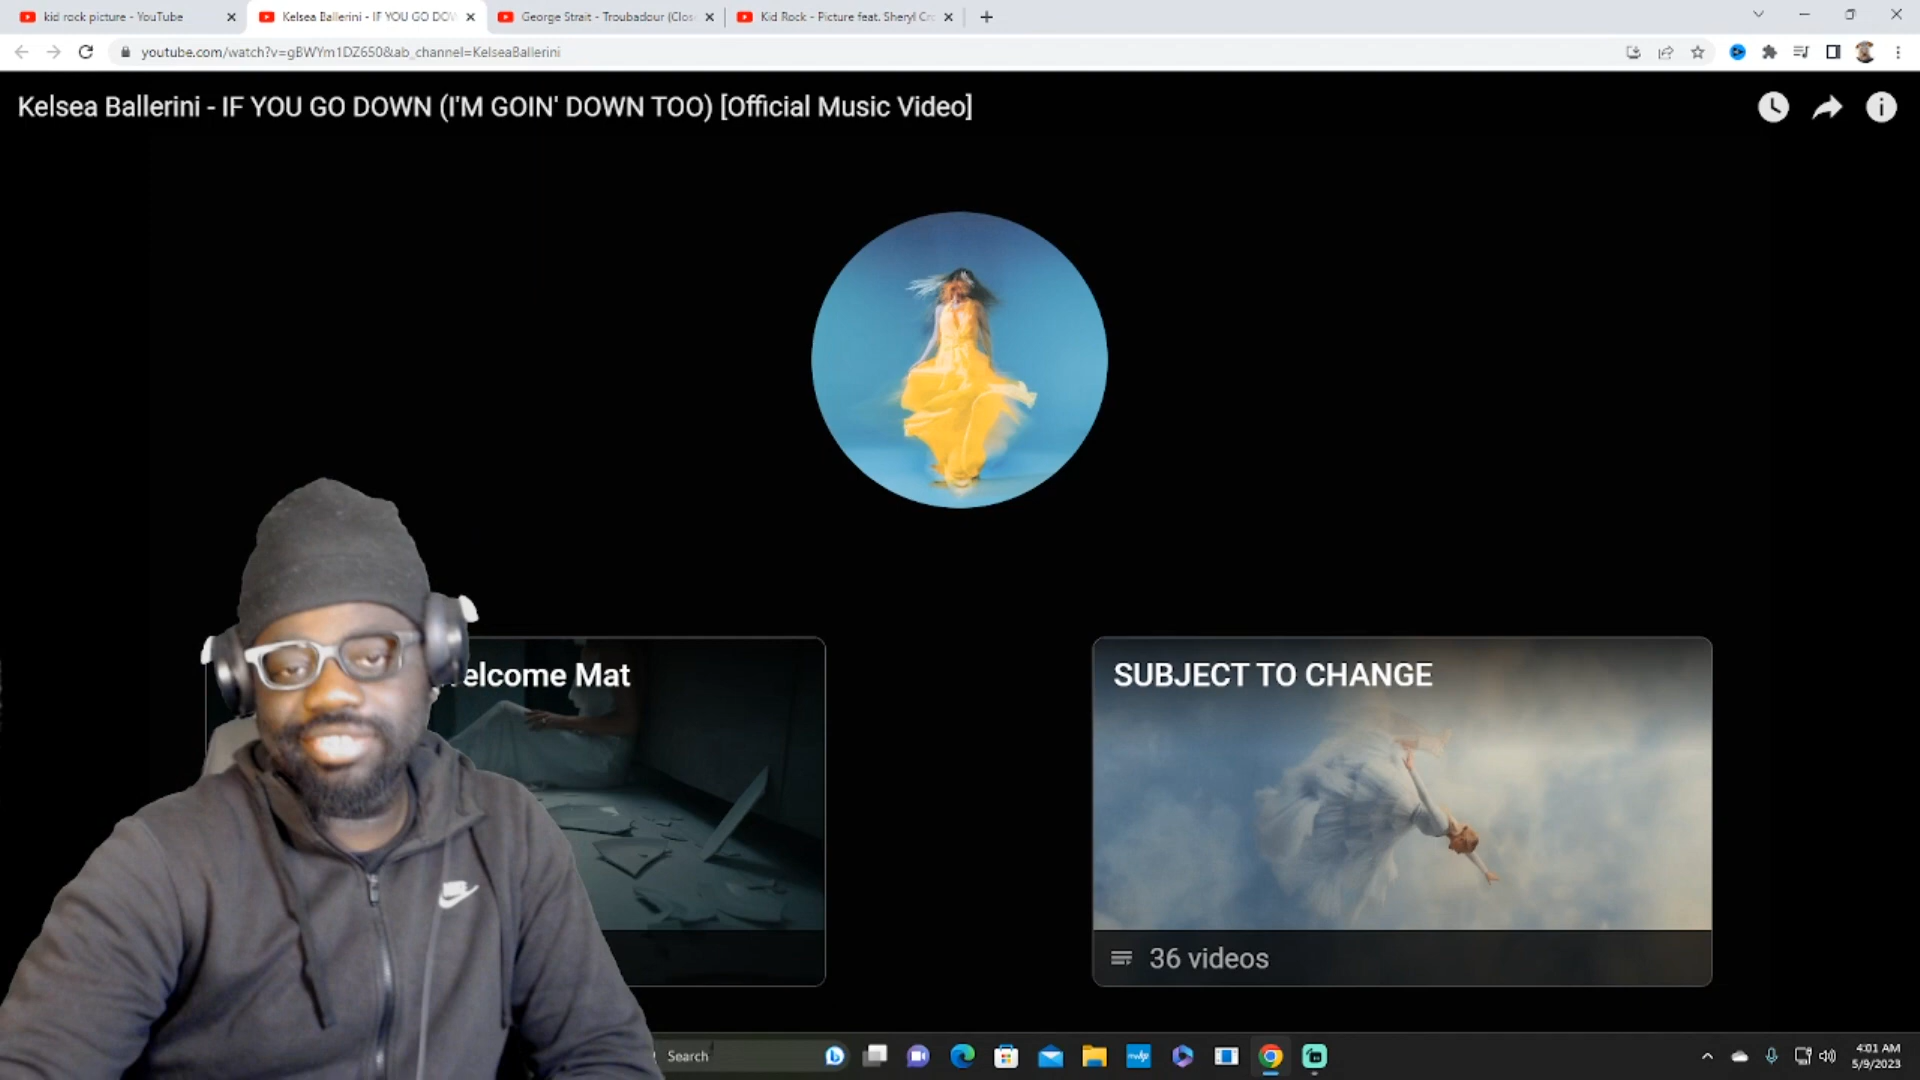 kid rock picture - YouTube
Kelsea Ballerini - IF YOU GO DOW
George Strait - Troubadour (Clos
Kid Rock - Picture feat. Sheryl Cr
youtube.com/watch?v=gBWYm1DZ650&ab_channel=KelseaBallerini
Kelsea Ballerini - IF YOU GO DOWN (I'M GOIN' DOWN TOO) [Official Music Video]
elcome Mat
SUBJECT TO CHANGE
36 videos
Search
4:01 AM
5/9/2023